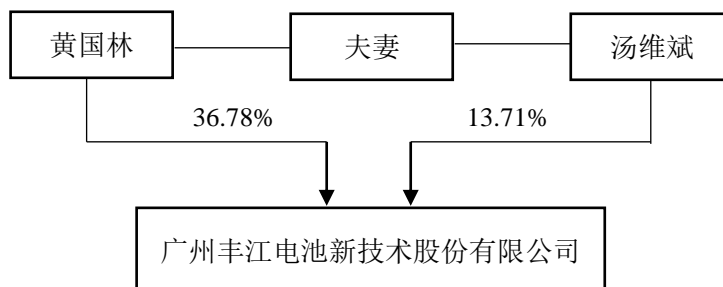 黄国林
夫妻
汤维斌
36.78%
13.71%
广州丰江电池新技术股份有限公司